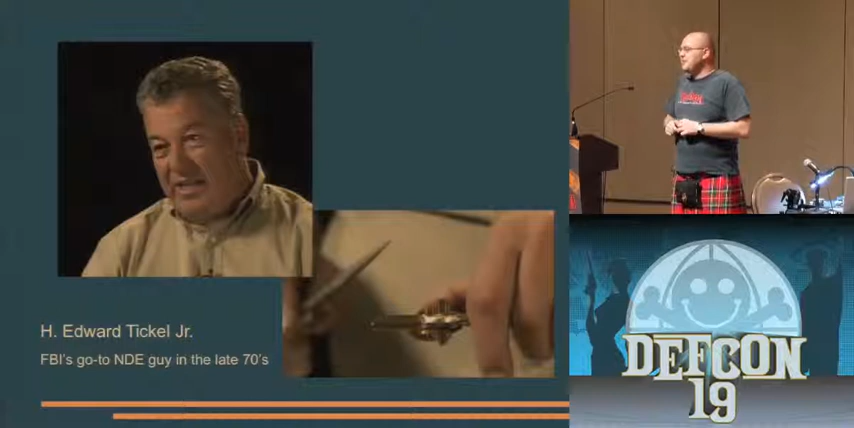 H. Edward Tickel Jr.
FBI's go-to NDE guy in the late 70's
DEFCON
19